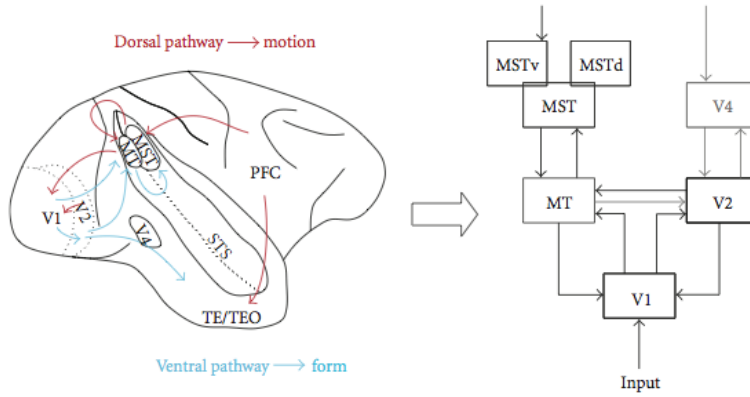 Dorsal pathway → motion
MST
MT
PFC
V1
V2
V4
STS
TE/TEO
Ventral pathway → form
MSTv
MSTd
MST
V4
MT
V2
V1
Input